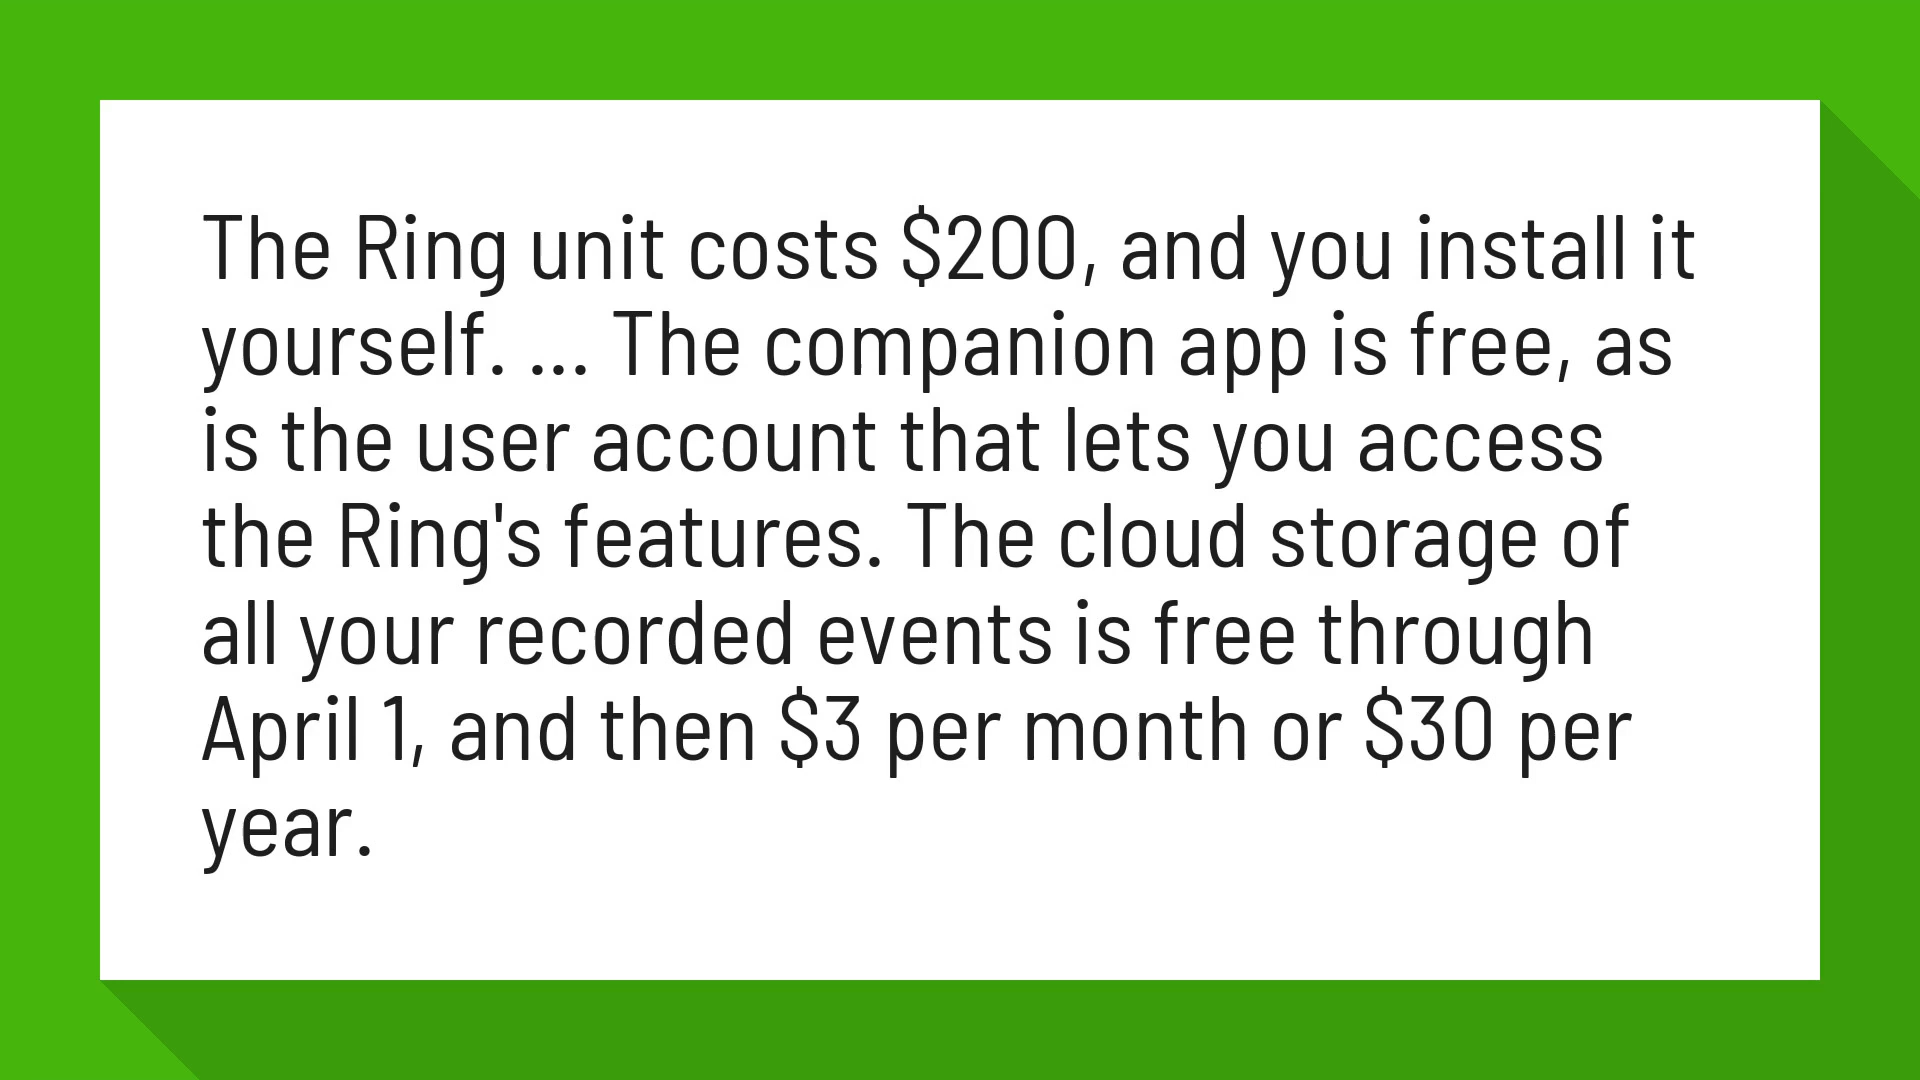 The Ring unit costs $200, and you install it
yourself. ... The companion app is free, as
is the user account that lets you access
the Ring's features. The cloud storage of
all your recorded events is free through
April 1, and then $3 per month or $30 per
year.